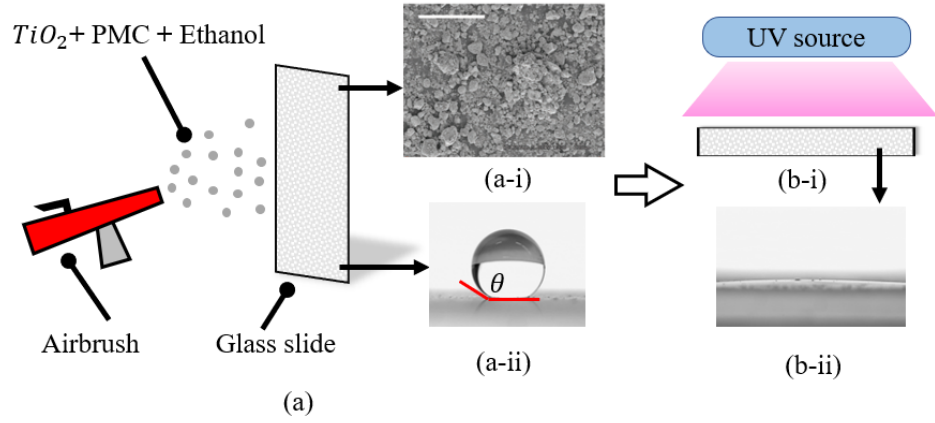 TiO₂+ PMC + Ethanol
UV source
(a-i)
(b-i)
θ
Airbrush
Glass slide
(a-ii)
(b-ii)
(a)